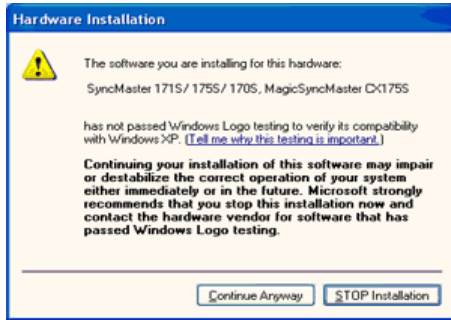 Hardware Installation
The software you are installing for this hardware:
SyncMaster 171S/ 175S/ 170S, MagicSyncMaster CX175S
has not passed Windows Logo testing to verify its compatibility
with Windows XP. (Tell me why this testing is important.)
Continuing your installation of this software may impair
or destabilize the correct operation of your system
either immediately or in the future. Microsoft strongly
recommends that you stop this installation now and
contact the hardware vendor for software that has
passed Windows Logo testing.
Continue Anyway
STOP Installation